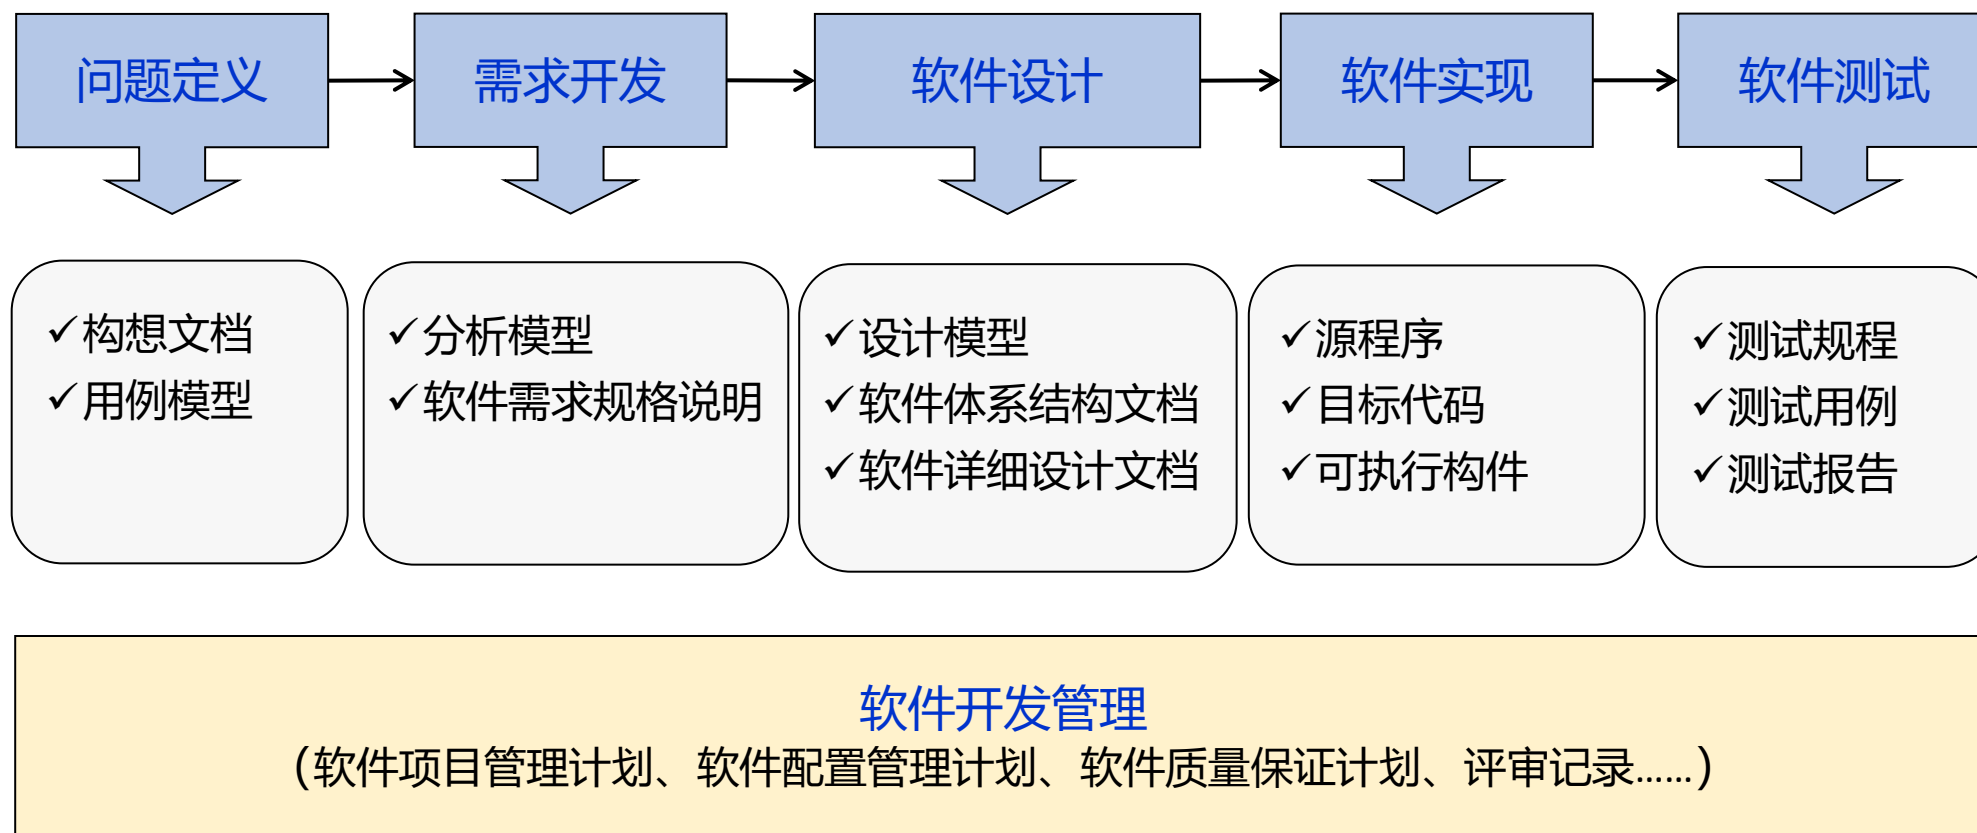 问题定义
需求开发
软件设计
软件实现
软件测试
✓构想文档
✓用例模型
✓分析模型
✓软件需求规格说明
✓设计模型
✓软件体系结构文档
✓软件详细设计文档
✓源程序
✓目标代码
✓可执行构件
✓测试规程
✓测试用例
✓测试报告
软件开发管理
(软件项目管理计划、软件配置管理计划、软件质量保证计划、评审记录……)